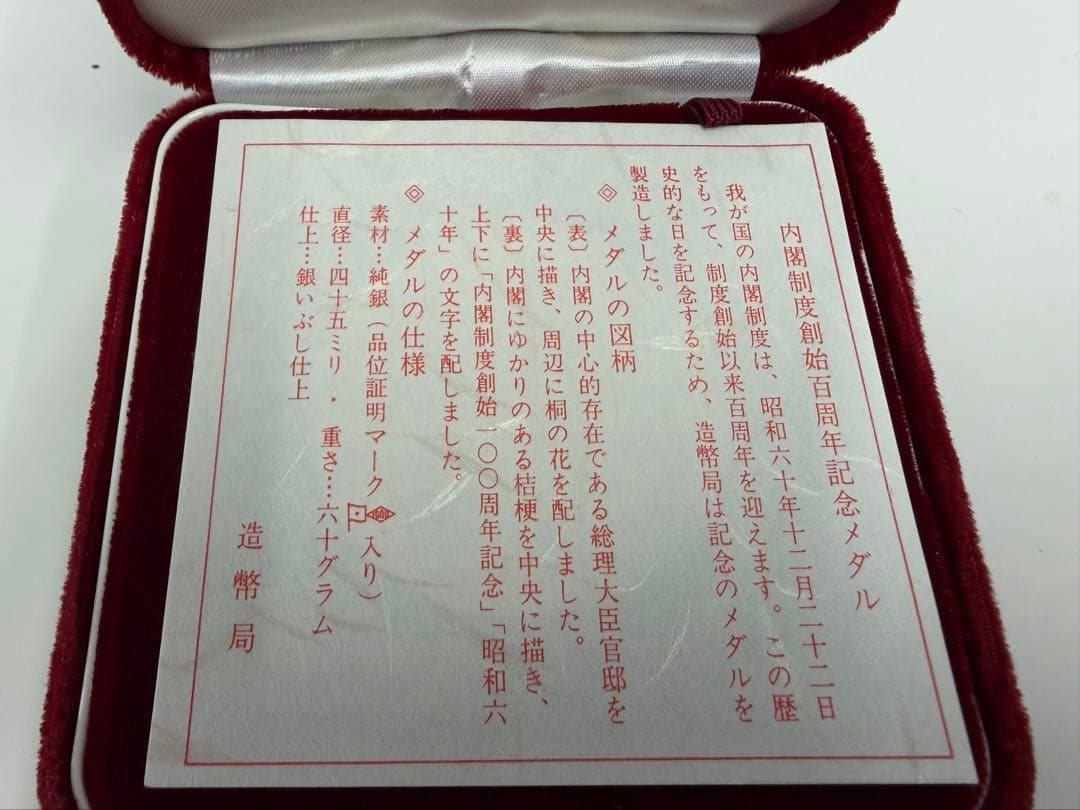 内閣制度創始百周年記念メダル
我が国の内閣制度は、昭和六十年十二月二十二日
をもって、制度創始以来百周年を迎えます。この歴
史的な日を記念するため、造幣局は記念のメダルを
製造しました。
◈ メダルの図柄
〔表〕内閣の中心的存在である総理大臣官邸を
中央に描き、周辺に桐の花を配しました。
〔裏〕内閣にゆかりのある桔梗を中央に描き、
上下に「内閣制度創始一〇〇周年記念」「昭和六
十年」の文字を配しました。
◈ メダルの仕様
素材…純銀(品位証明マーク 入り)
直径…四十五ミリ・重さ…六十グラム
仕上…銀いぶし仕上
造幣局